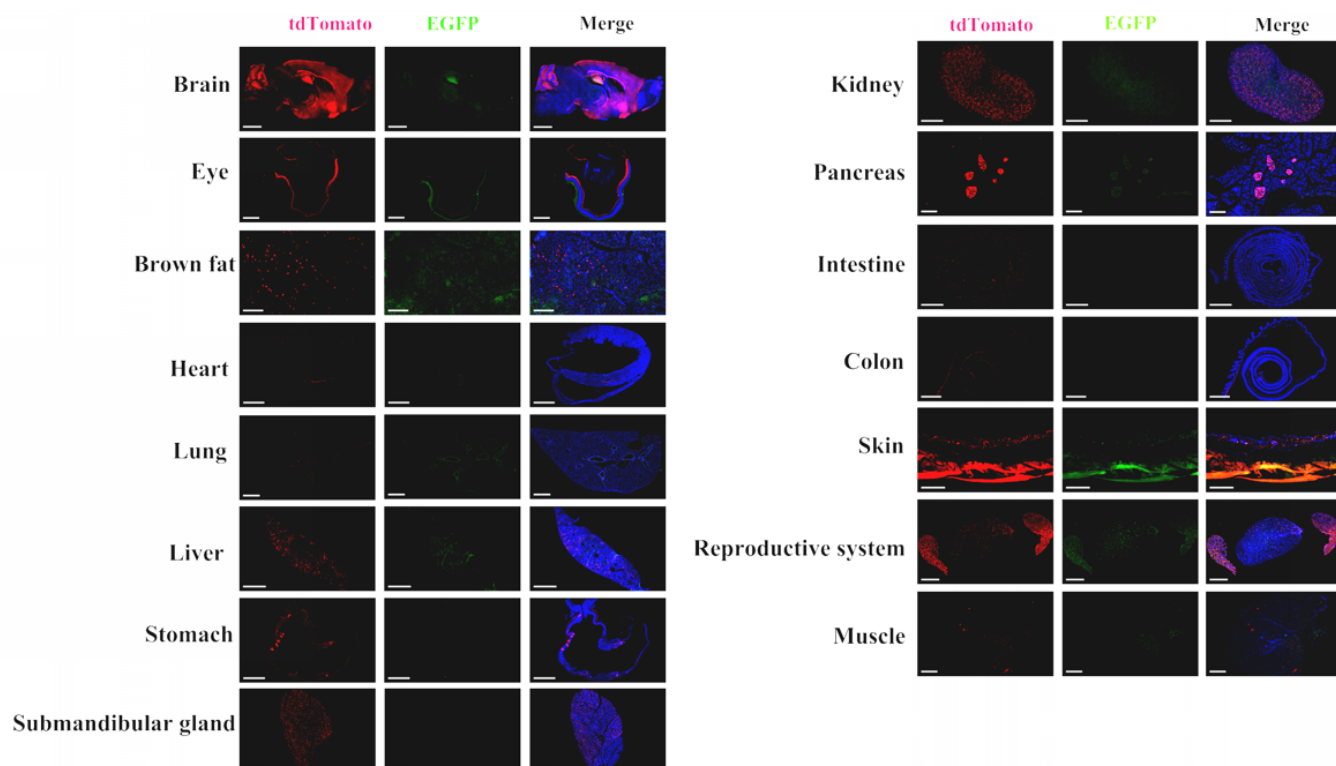 tdTomato EGFP Merge
Brain
Eye
Brown fat
Heart
Lung
Liver
Stomach
Submandibular gland
tdTomato EGFP Merge
Kidney
Pancreas
Intestine
Colon
Skin
Reproductive system
Muscle